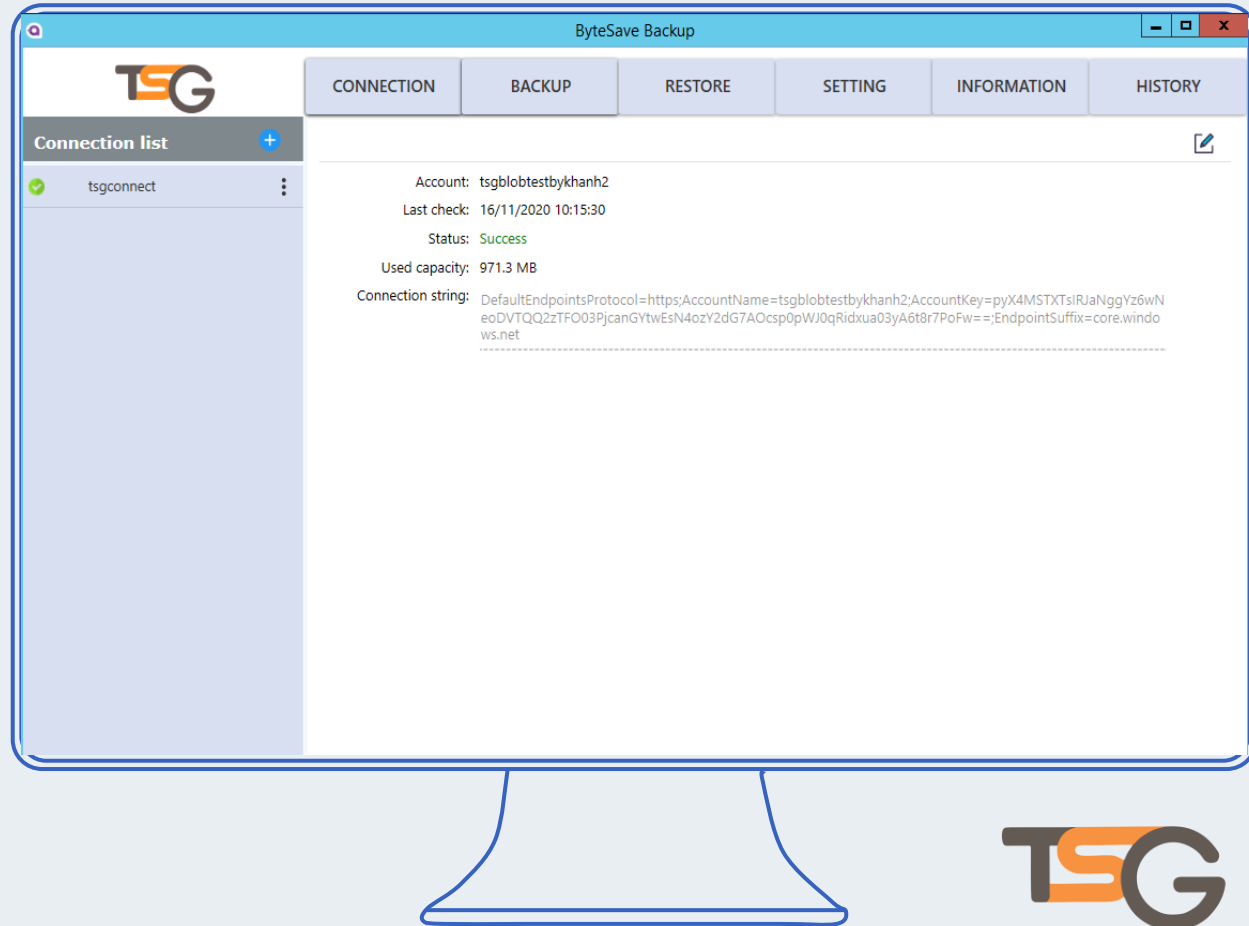 ByteSave Backup
TSG
CONNECTION BACKUP RESTORE SETTING INFORMATION HISTORY
Connection list
tsgconnect
Account: tsgblobtestbykhanh2
Last check: 16/11/2020 10:15:30
Status: Success
Used capacity: 971.3 MB
Connection string: DefaultEndpointsProtocol=https;AccountName=tsgblobtestbykhanh2;AccountKey=pyX4MSTXTsIRJaNggYz6wN
eoDVTQQ2zTFO03PjcanGYtwEsN4ozY2dG7AOcsp0pWJ0qRidxua03yA6t8r7PoFw==;EndpointSuffix=core.windo
ws.net
TSG